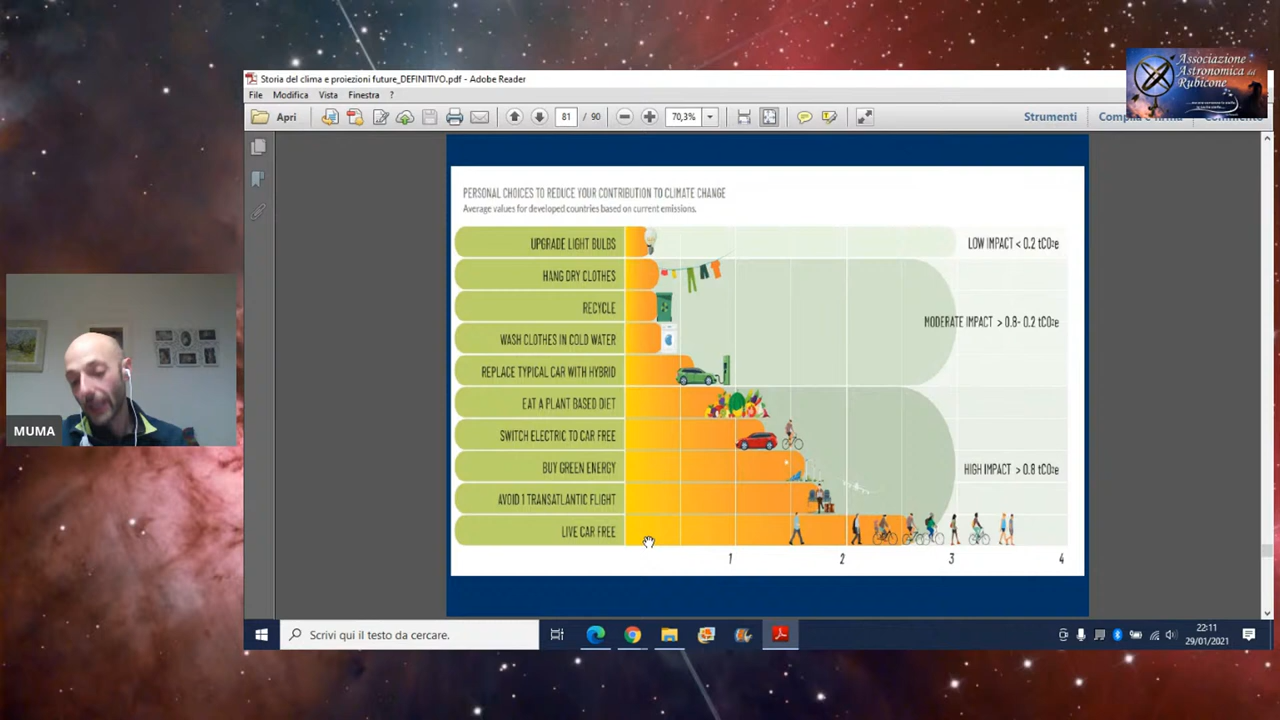 Storia del clima e proiezioni future_DEFINITIVO.pdf - Adobe Reader
File Modifica Vista Finestra ?
Apri 81 / 90 70,3% Strumenti
Associazione
Astronomica del
Rubicone
PERSONAL CHOICES TO REDUCE YOUR CONTRIBUTION TO CLIMATE CHANGE
Average values for developed countries based on current emissions.
UPGRADE LIGHT BULBS
LOW IMPACT < 0.2 tCO²e
HANG DRY CLOTHES
RECYCLE
MODERATE IMPACT > 0.8- 0.2 tCO²e
WASH CLOTHES IN COLD WATER
REPLACE TYPICAL CAR WITH HYBRID
EAT A PLANT BASED DIET
SWITCH ELECTRIC TO CAR FREE
BUY GREEN ENERGY
HIGH IMPACT > 0.8 tCO²e
AVOID 1 TRANSATLANTIC FLIGHT
LIVE CAR FREE
1 2 3 4
MUMA
Scrivi qui il testo da cercare.
22:11
29/01/2021